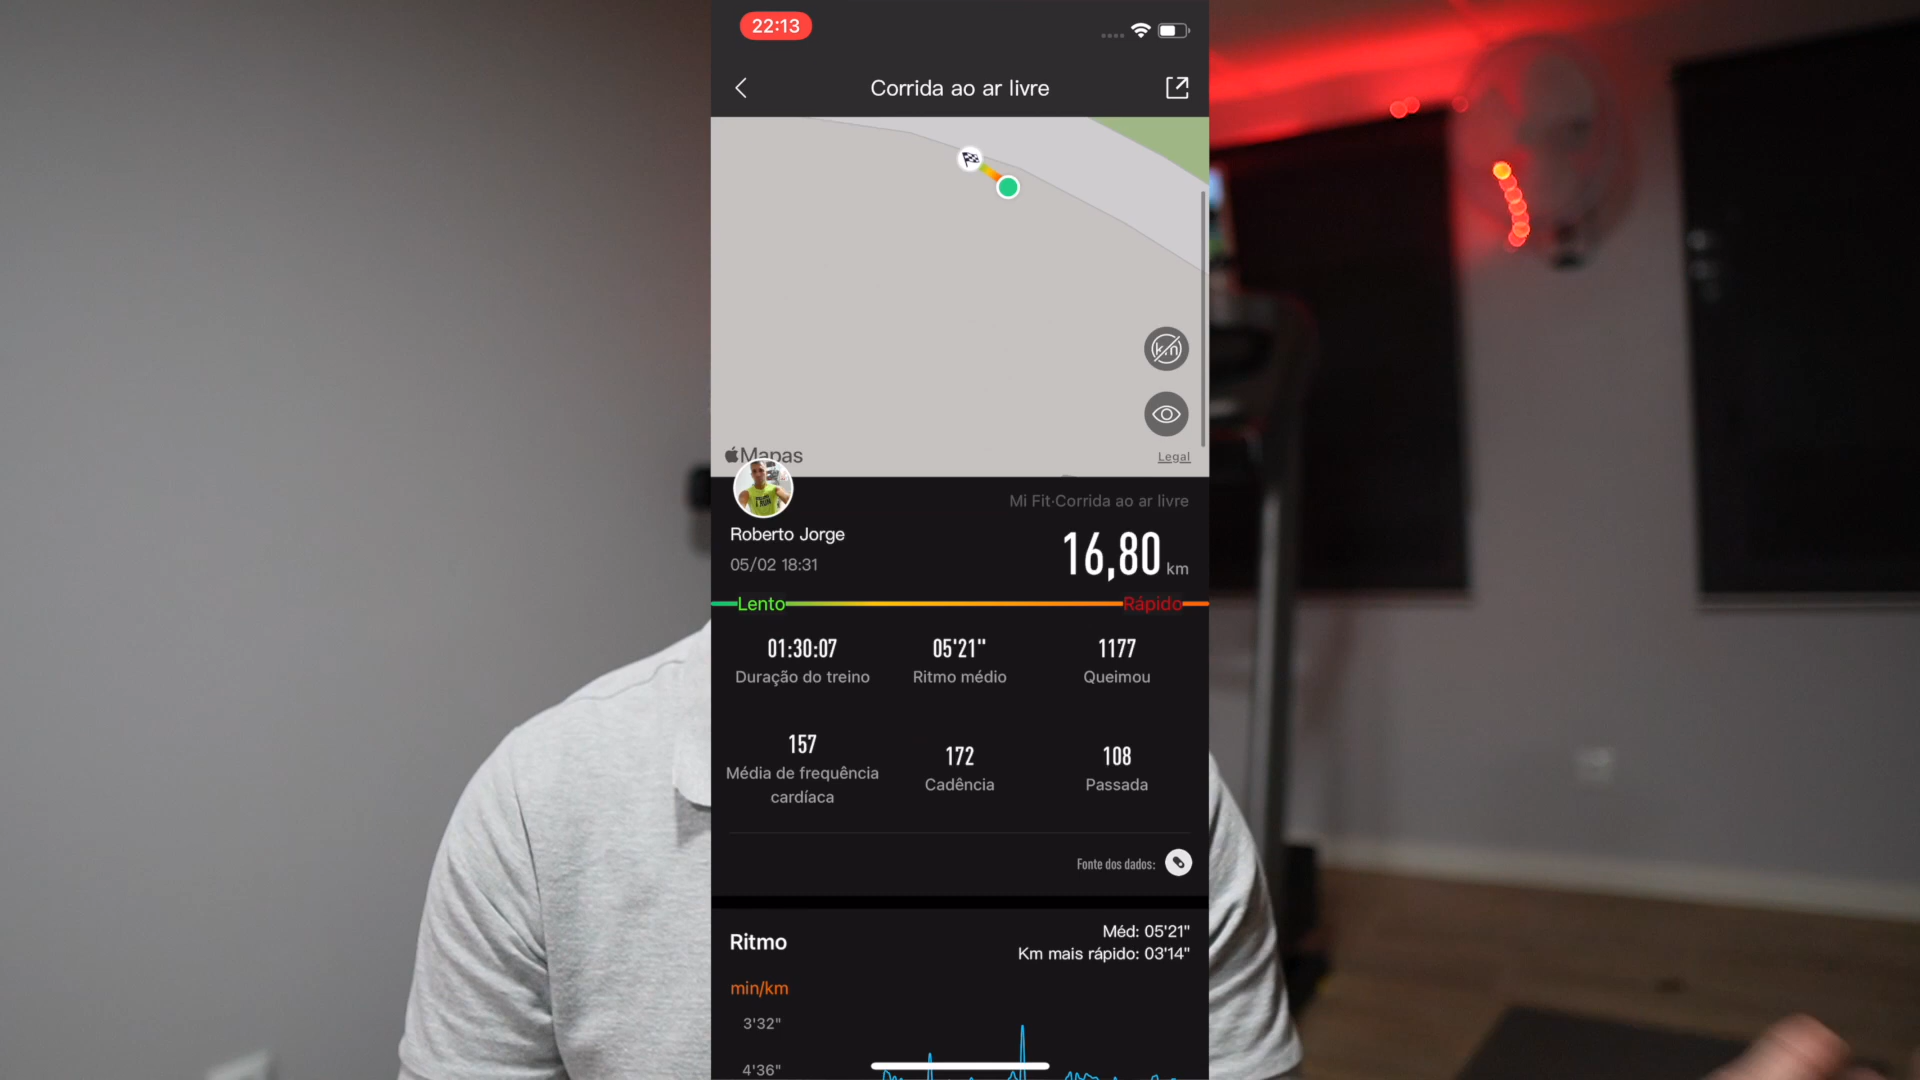 22:13
Corrida ao ar livre
Mapas
Legal
Mi Fit·Corrida ao ar livre
Roberto Jorge
16,80 km
05/02 18:31
Lento
Rápido
01:30:07
05'21"
1177
Duração do treino
Ritmo médio
Queimou
157
172
108
Média de frequência
cardíaca
Cadência
Passada
Fonte dos dados:
Ritmo
Méd: 05'21"
Km mais rápido: 03'14"
min/km
3'32"
4'36"